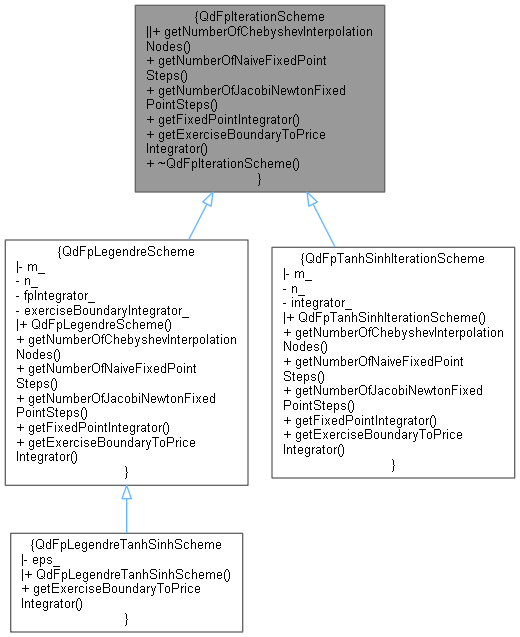 {QdFpIterationScheme
||+ getNumberOfChebyshevInterpolation
Nodes()
+ getNumberOfNaiveFixedPoint
Steps()
+ getNumberOfJacobiNewtonFixed
PointSteps()
+ getFixedPointIntegrator()
+ getExerciseBoundaryToPrice
Integrator()
+ ~QdFpIterationScheme()
}
{QdFpLegendreScheme
|- m_
- n_
- fpIntegrator_
- exerciseBoundaryIntegrator_
|+ QdFpLegendreScheme()
+ getNumberOfChebyshevInterpolation
Nodes()
+ getNumberOfNaiveFixedPoint
Steps()
+ getNumberOfJacobiNewtonFixed
PointSteps()
+ getFixedPointIntegrator()
+ getExerciseBoundaryToPrice
Integrator()
}
{QdFpTanhSinhIterationScheme
|- m_
- n_
- integrator_
|+ QdFpTanhSinhIterationScheme()
+ getNumberOfChebyshevInterpolation
Nodes()
+ getNumberOfNaiveFixedPoint
Steps()
+ getNumberOfJacobiNewtonFixed
PointSteps()
+ getFixedPointIntegrator()
+ getExerciseBoundaryToPrice
Integrator()
}
{QdFpLegendreTanhSinhScheme
|- eps_
|+ QdFpLegendreTanhSinhScheme()
+ getExerciseBoundaryToPrice
Integrator()
}